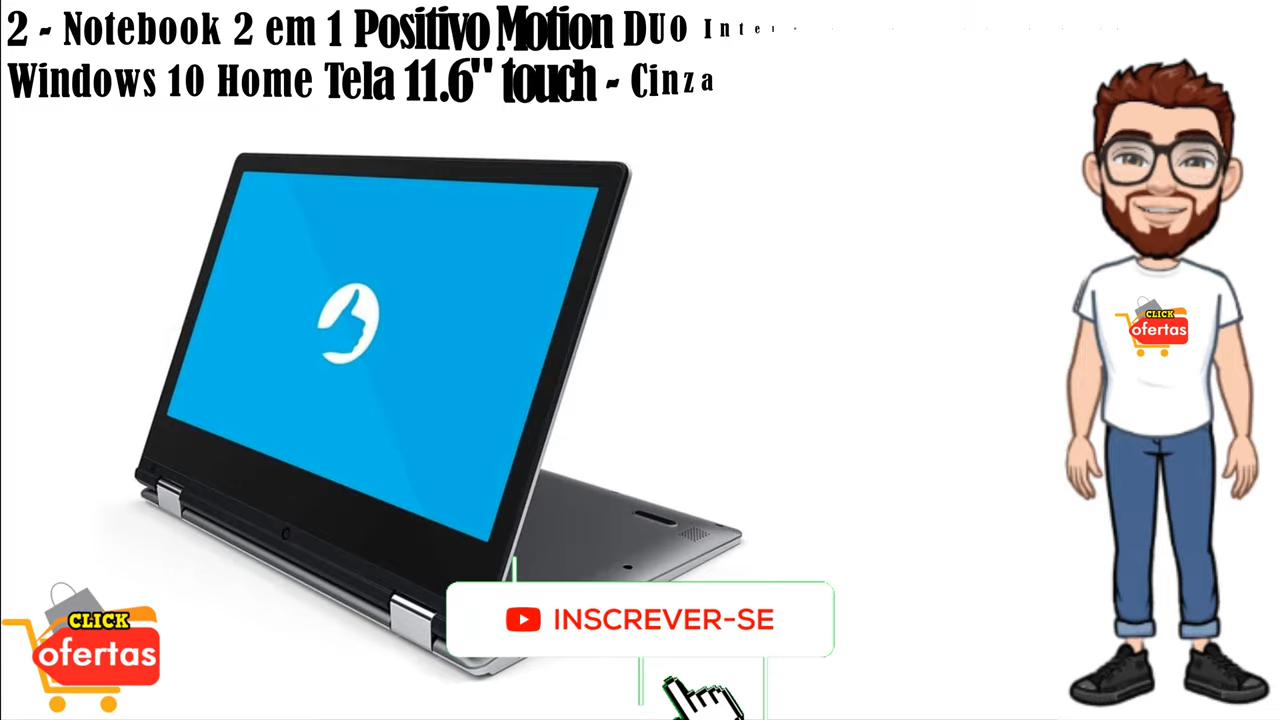 2 - Notebook 2 em 1 Positivo Motion DUO
Windows 10 Home Tela 11.6" touch - Cinza
CLICK
ofertas
INSCREVER-SE
CLICK
ofertas